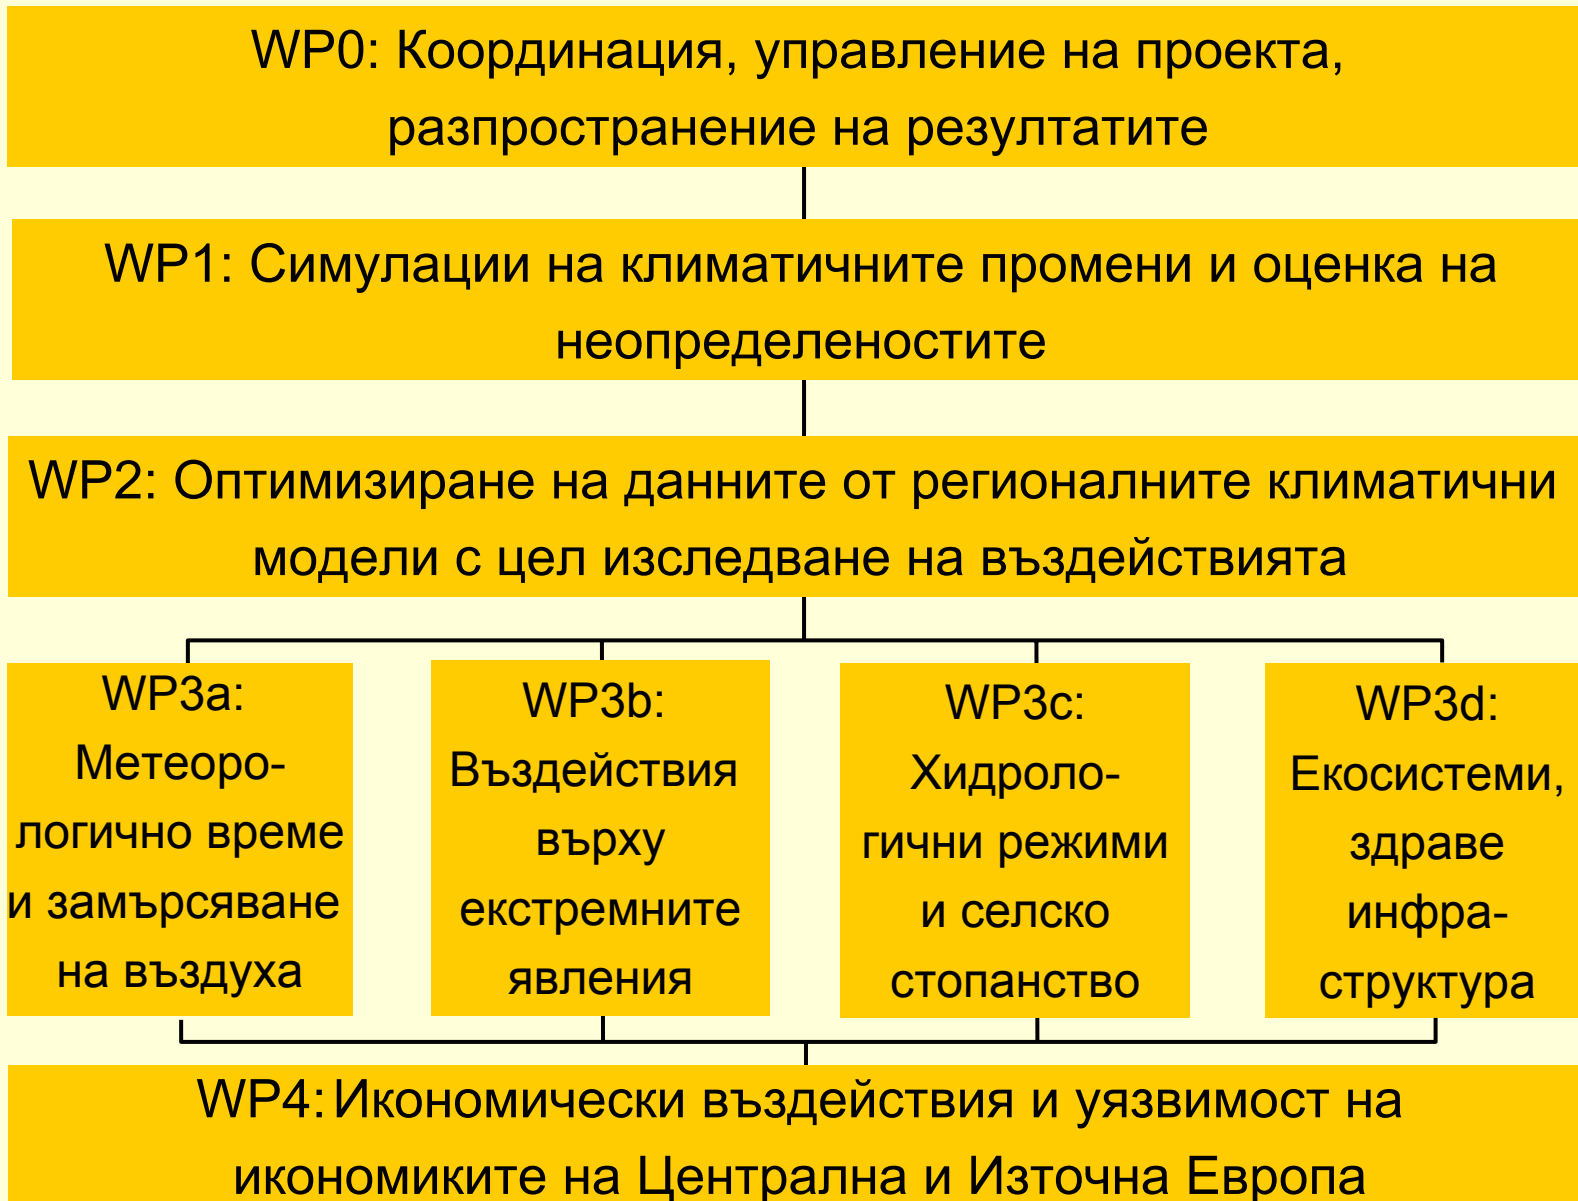 WP0: Координация, управление на проекта,
разпространение на резултатите
WP1: Симулации на климатичните промени и оценка на
неопределеностите
WP2: Оптимизиране на данните от регионалните климатични
модели с цел изследване на въздействията
WP3a:
Метеоро-
логично време
и замърсяване
на въздуха
WP3b:
Въздействия
върху
екстремните
явления
WP3c:
Хидроло-
гични режими
и селско
стопанство
WP3d:
Екосистеми,
здраве
инфра-
структура
WP4: Икономически въздействия и уязвимост на
икономиките на Централна и Източна Европа